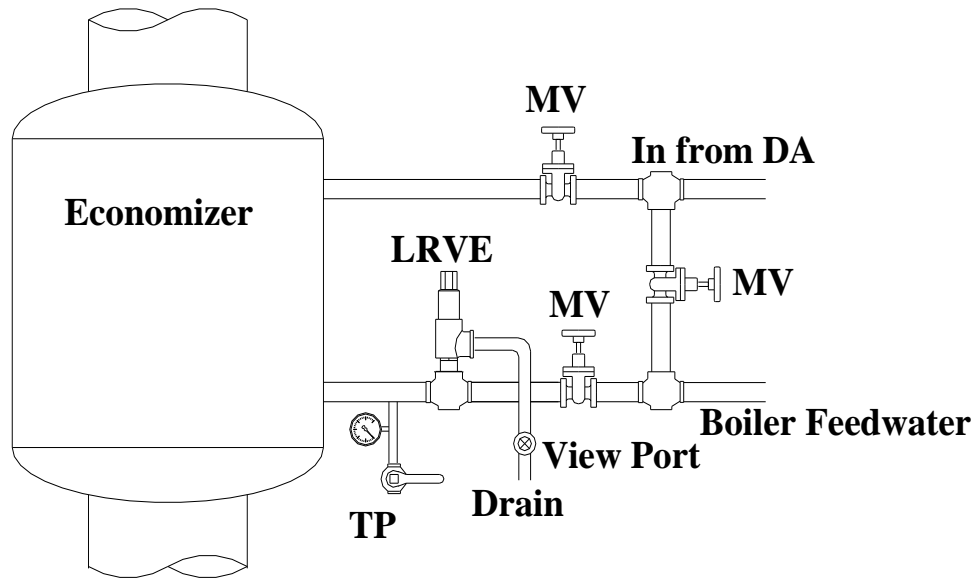 MV
In from DA
Economizer
LRVE
MV
MV
Boiler Feedwater
View Port
Drain
TP